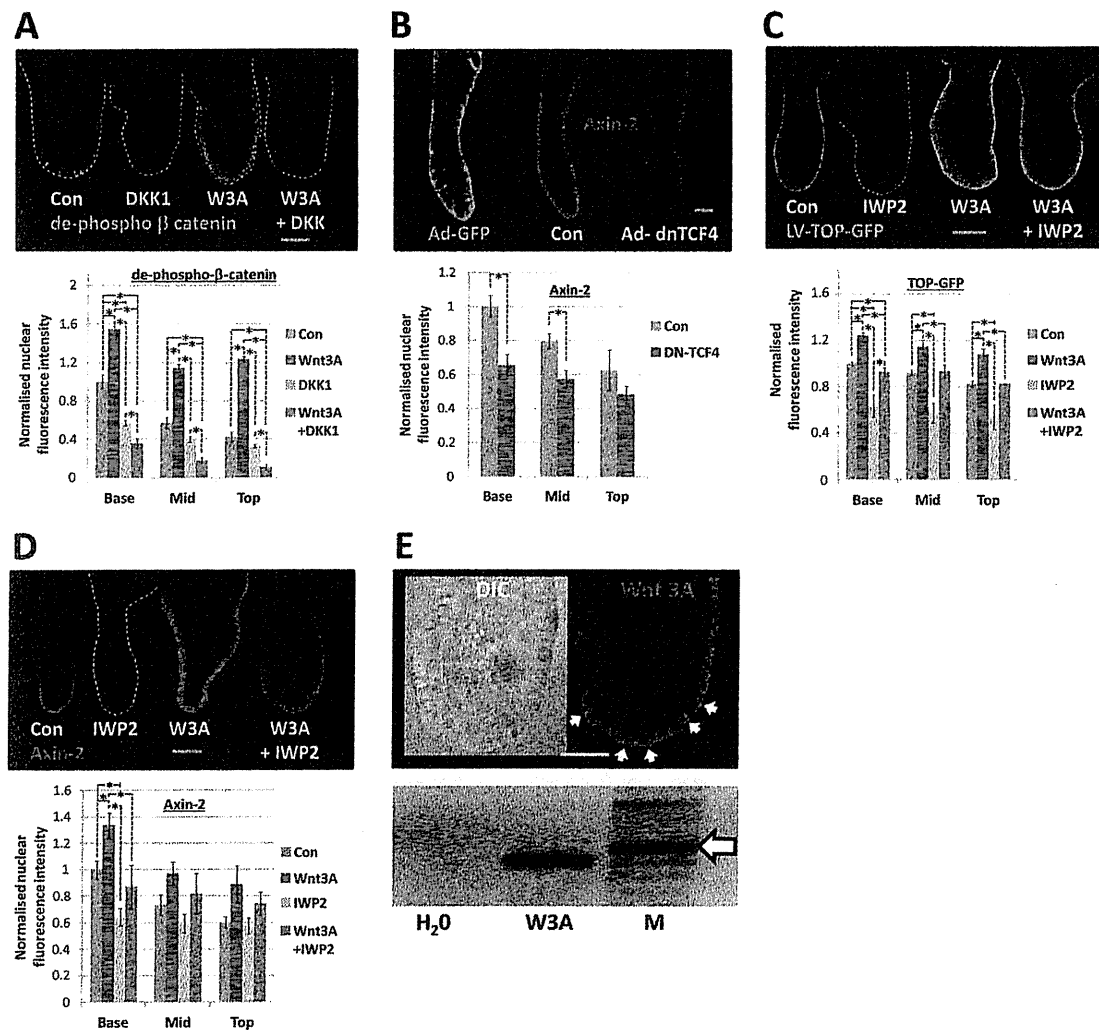 A
Con DKK1 W3A W3A
de-phospho β catenin + DKK
de-phospho-β-catenin
Normalised nuclear
fluorescence intensity
2
1.6
1.2
0.8
0.4
0
* * * * * * *
* * * * *
* * * * * *
Base Mid Top
Con
Wnt3A
DKK1
Wnt3A
+DKK1
B
Axin-2
Ad-GFP Con Ad- dnTCF4
Axin-2
Normalised nuclear
fluorescence intensity
1.2
1
0.8
0.6
0.4
0.2
0
*
*
Base Mid Top
Con
DN-TCF4
C
Con IWP2 W3A W3A
LV-TOP-GFP + IWP2
TOP-GFP
Normalised
fluorescence intensity
1.6
1.2
0.8
0.4
0
Base Mid Top
Con
Wnt3A
IWP2
Wnt3A
+IWP2
D
Con IWP2 W3A W3A
Axin-2 + IWP2
Axin-2
Normalised nuclear
fluorescence intensity
1.6
1.4
1.2
1
0.8
0.6
0.4
0.2
0
Base Mid Top
Con
Wnt3A
IWP2
Wnt3A
+IWP2
E
DIC Wnt 3A
H₂0 W3A M